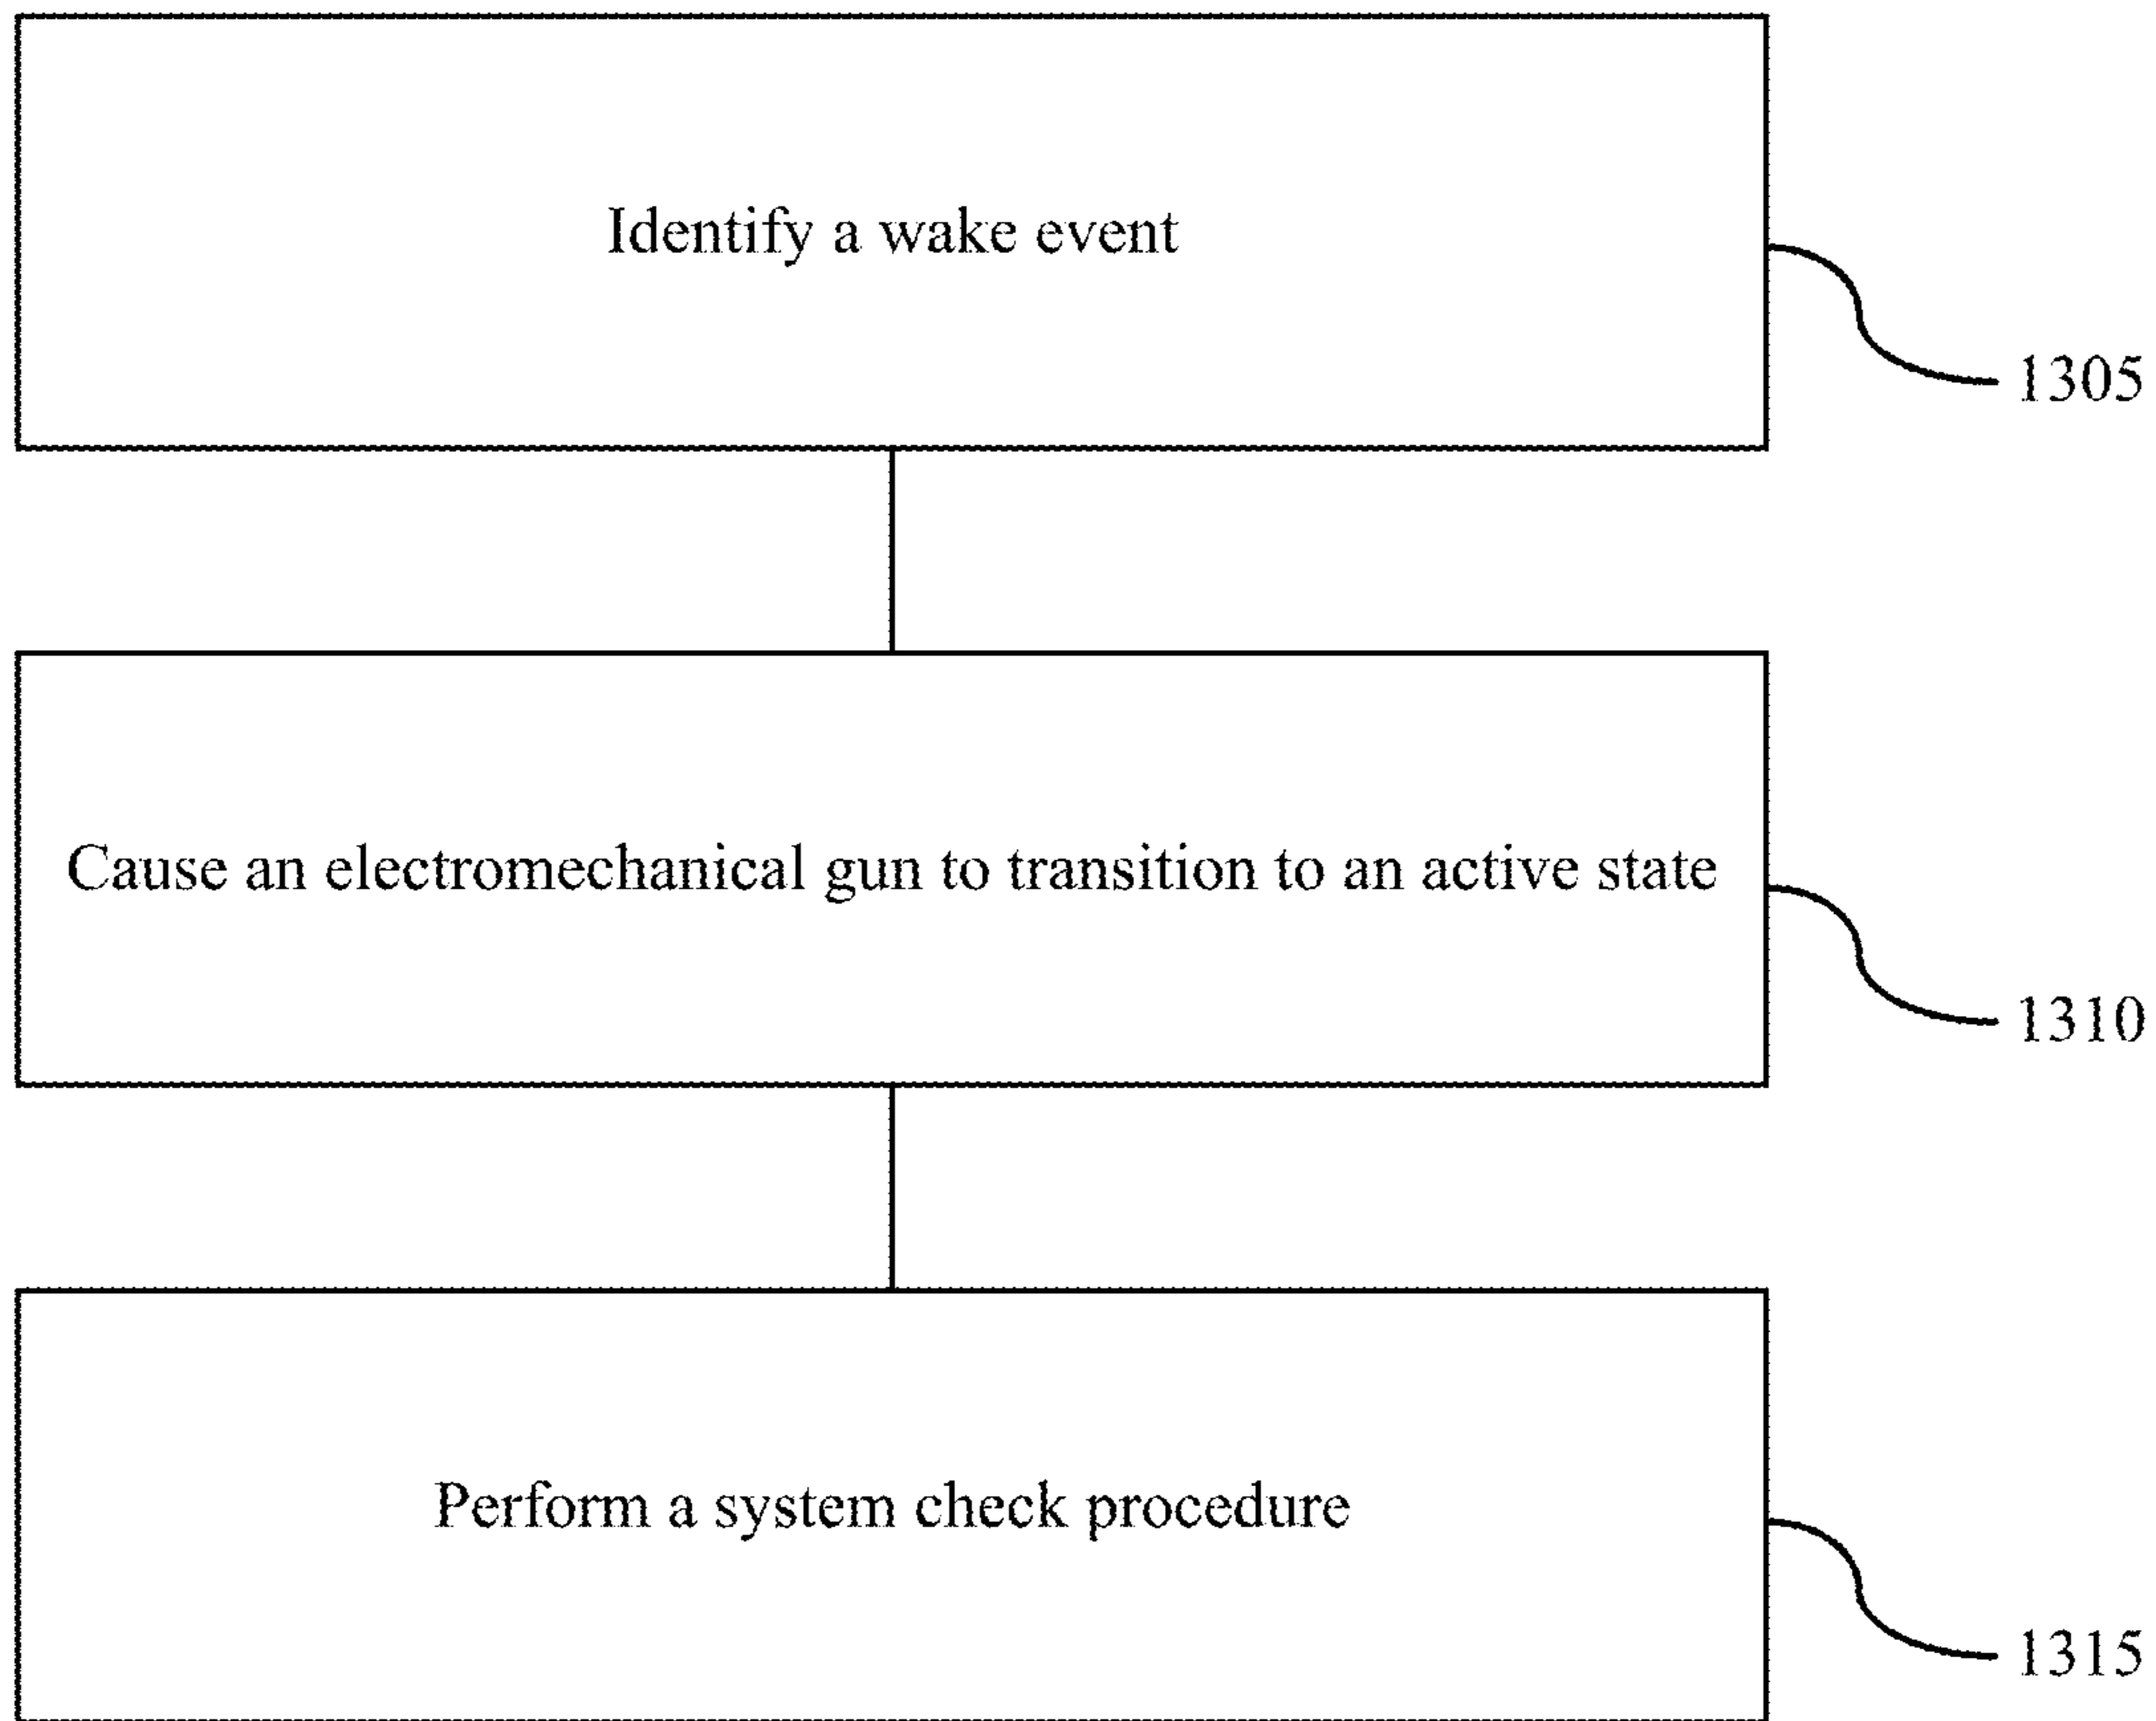 Identify a wake event
1305
Cause an electromechanical gun to transition to an active state
1310
Perform a system check procedure
1315